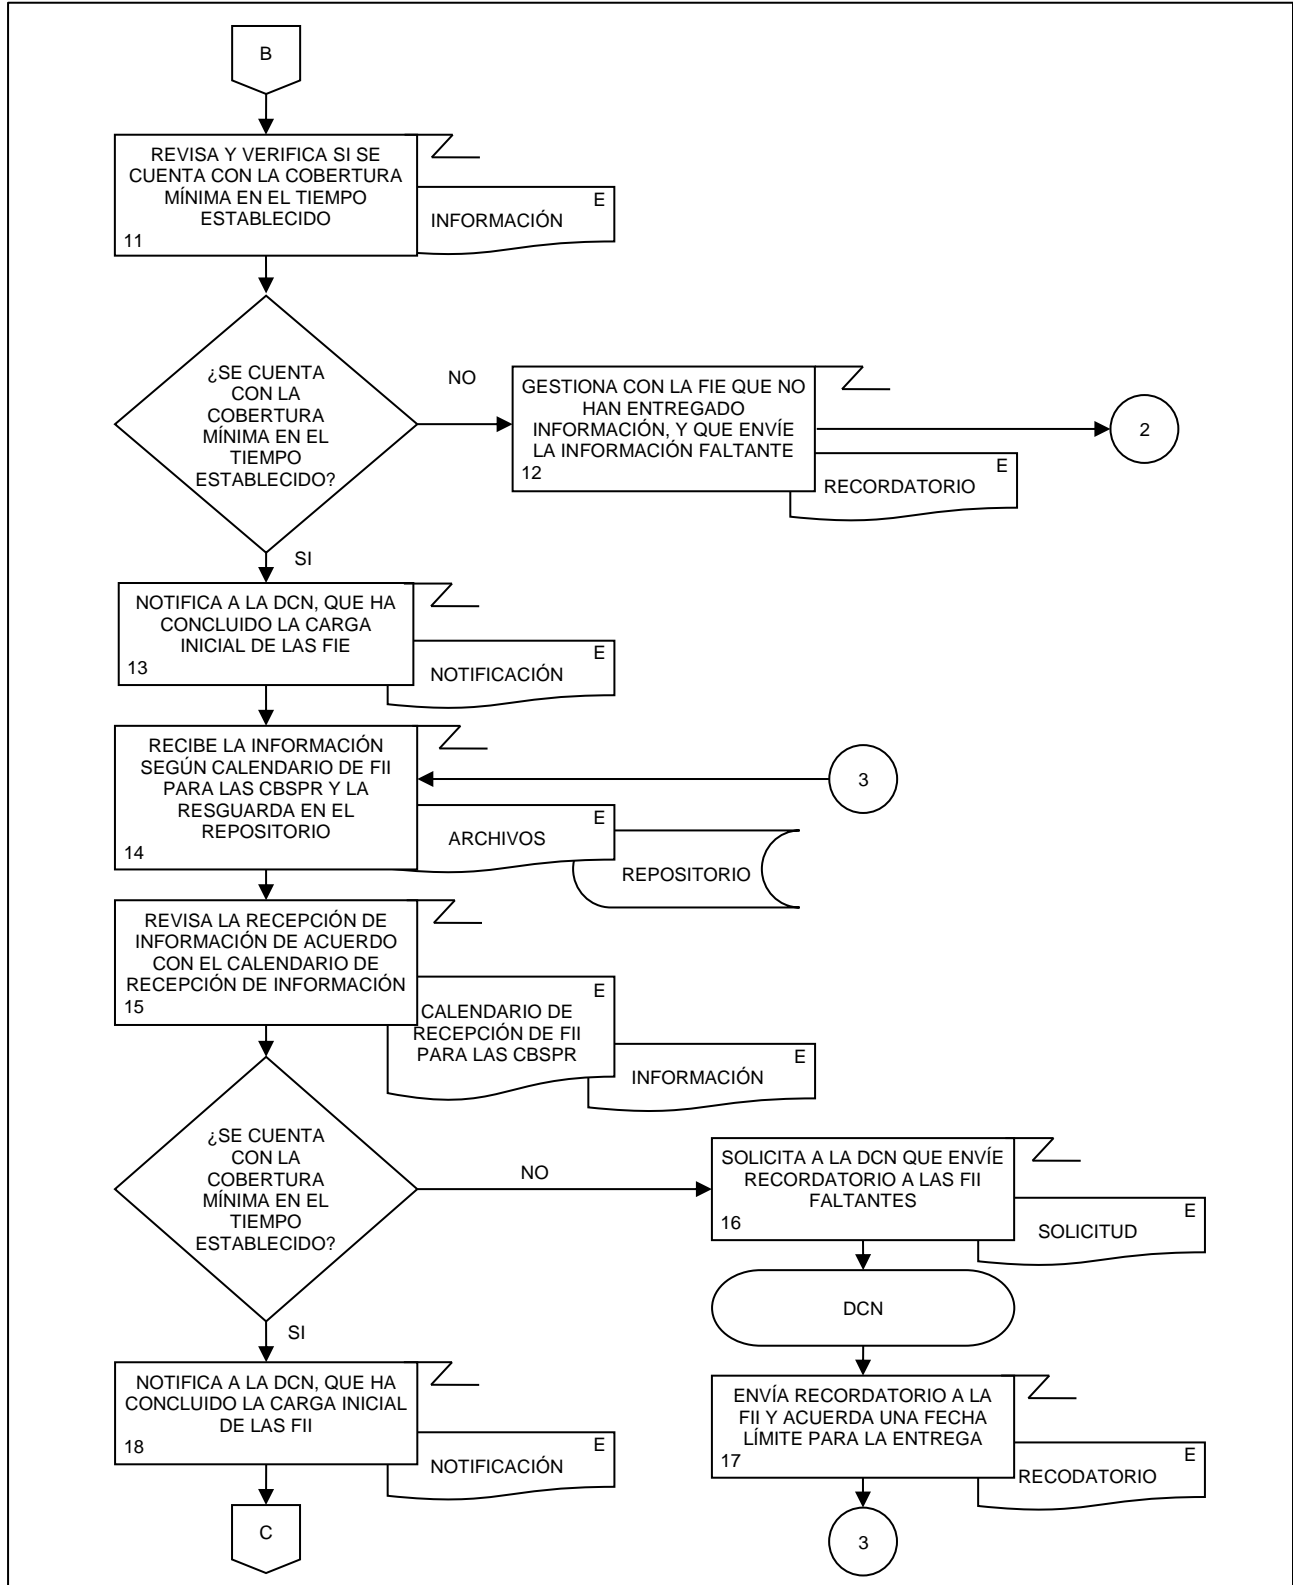 B
REVISA Y VERIFICA SI SE
CUENTA CON LA COBERTURA
MÍNIMA EN EL TIEMPO
ESTABLECIDO
11
E
INFORMACIÓN
¿SE CUENTA
CON LA
COBERTURA
MÍNIMA EN EL
TIEMPO
ESTABLECIDO?
NO
GESTIONA CON LA FIE QUE NO
HAN ENTREGADO
INFORMACIÓN, Y QUE ENVÍE
LA INFORMACIÓN FALTANTE
12
E
RECORDATORIO
2
SI
NOTIFICA A LA DCN, QUE HA
CONCLUIDO LA CARGA
INICIAL DE LAS FIE
13
E
NOTIFICACIÓN
RECIBE LA INFORMACIÓN
SEGÚN CALENDARIO DE FII
PARA LAS CBSPR Y LA
RESGUARDA EN EL
REPOSITORIO
14
3
E
ARCHIVOS
REPOSITORIO
REVISA LA RECEPCIÓN DE
INFORMACIÓN DE ACUERDO
CON EL CALENDARIO DE
RECEPCIÓN DE INFORMACIÓN
15
E
CALENDARIO DE
RECEPCIÓN DE FII
PARA LAS CBSPR
E
INFORMACIÓN
¿SE CUENTA
CON LA
COBERTURA
MÍNIMA EN EL
TIEMPO
ESTABLECIDO?
NO
SOLICITA A LA DCN QUE ENVÍE
RECORDATORIO A LAS FII
FALTANTES
16
E
SOLICITUD
DCN
ENVÍA RECORDATORIO A LA
FII Y ACUERDA UNA FECHA
LÍMITE PARA LA ENTREGA
17
E
RECODATORIO
3
SI
NOTIFICA A LA DCN, QUE HA
CONCLUIDO LA CARGA INICIAL
DE LAS FII
18
E
NOTIFICACIÓN
C